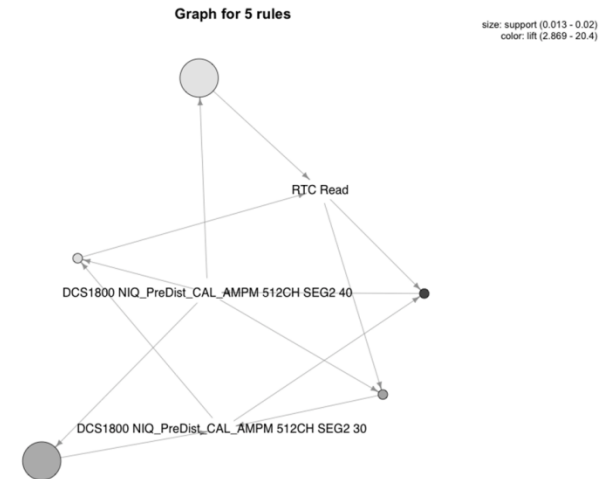 Graph for 5 rules
size: support (0.013 - 0.02)
color: lift (2.869 - 20.4)
RTC Read
DCS1800 NIQ_PreDist_CAL_AMPM 512CH SEG2 40
DCS1800 NIQ_PreDist_CAL_AMPM 512CH SEG2 30